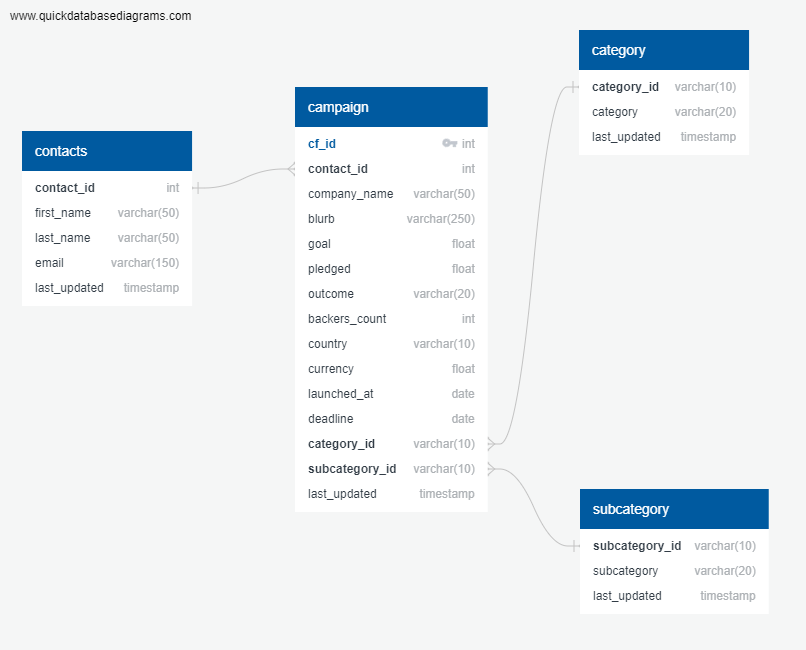 www.quickdatabasediagrams.com
contacts
contact_id int
first_name varchar(50)
last_name varchar(50)
email varchar(150)
last_updated timestamp
campaign
cf_id int
contact_id int
company_name varchar(50)
blurb varchar(250)
goal float
pledged float
outcome varchar(20)
backers_count int
country varchar(10)
currency float
launched_at date
deadline date
category_id varchar(10)
subcategory_id varchar(10)
last_updated timestamp
category
category_id varchar(10)
category varchar(20)
last_updated timestamp
subcategory
subcategory_id varchar(10)
subcategory varchar(20)
last_updated timestamp